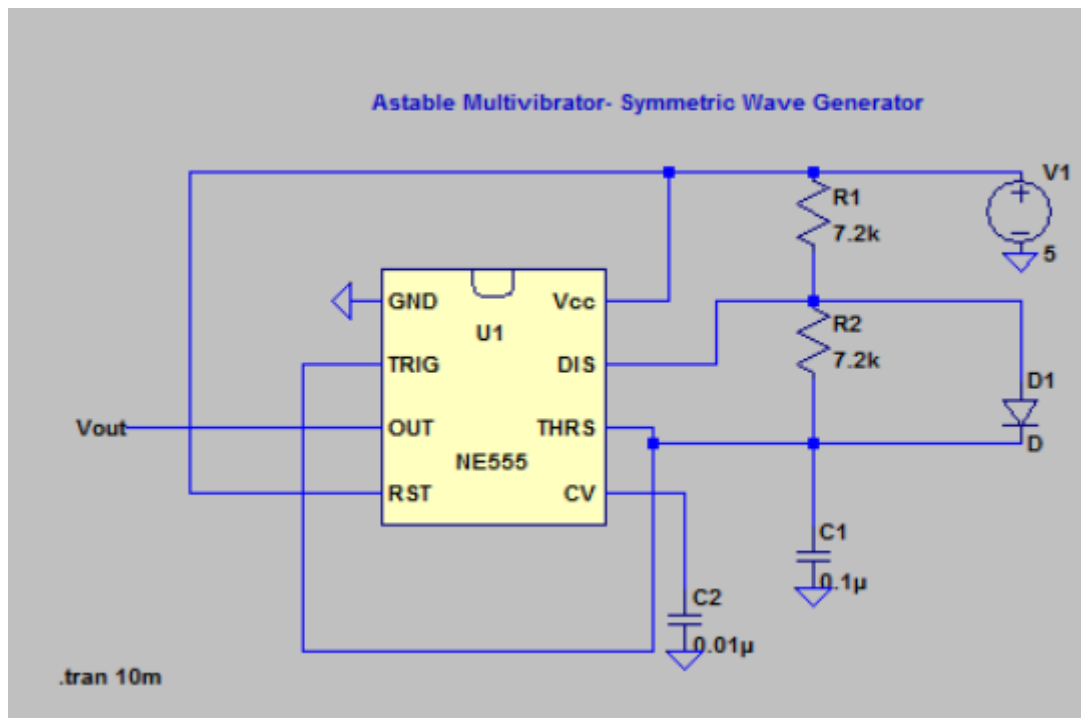 Astable Multivibrator- Symmetric Wave Generator
V1
R1
7.2k
5
GND
Vcc
U1
R2
7.2k
TRIG
DIS
D1
Vout
OUT
THRS
D
NE555
RST
CV
C1
0.1µ
C2
0.01µ
.tran 10m